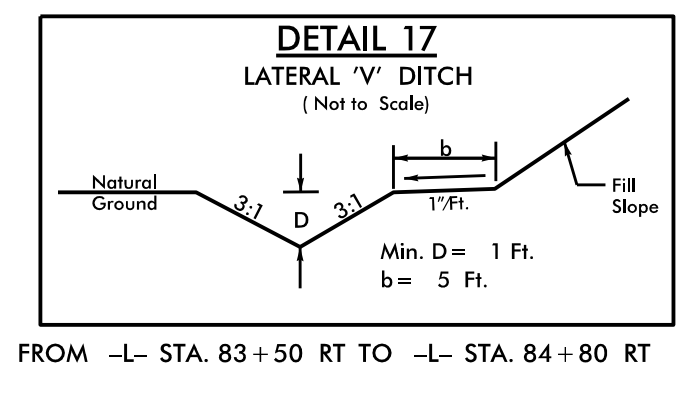 DETAIL 17
LATERAL 'V' DITCH
( Not to Scale)
b
Natural
Ground
3:1
D
3:1
1"/Ft.
Fill
Slope
Min. D = 1 Ft.
b = 5 Ft.
FROM -L- STA. 83+50 RT TO -L- STA. 84+80 RT